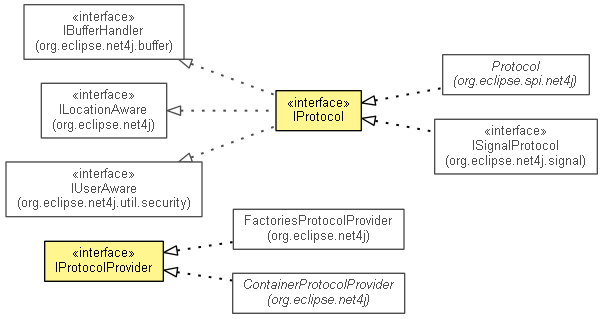 «interface»
IBufferHandler
(org.eclipse.net4j.buffer)
«interface»
ILocationAware
(org.eclipse.net4j)
«interface»
IUserAware
(org.eclipse.net4j.util.security)
«interface»
IProtocol
Protocol
(org.eclipse.spi.net4j)
«interface»
ISignalProtocol
(org.eclipse.net4j.signal)
«interface»
IProtocolProvider
FactoriesProtocolProvider
(org.eclipse.net4j)
ContainerProtocolProvider
(org.eclipse.net4j)